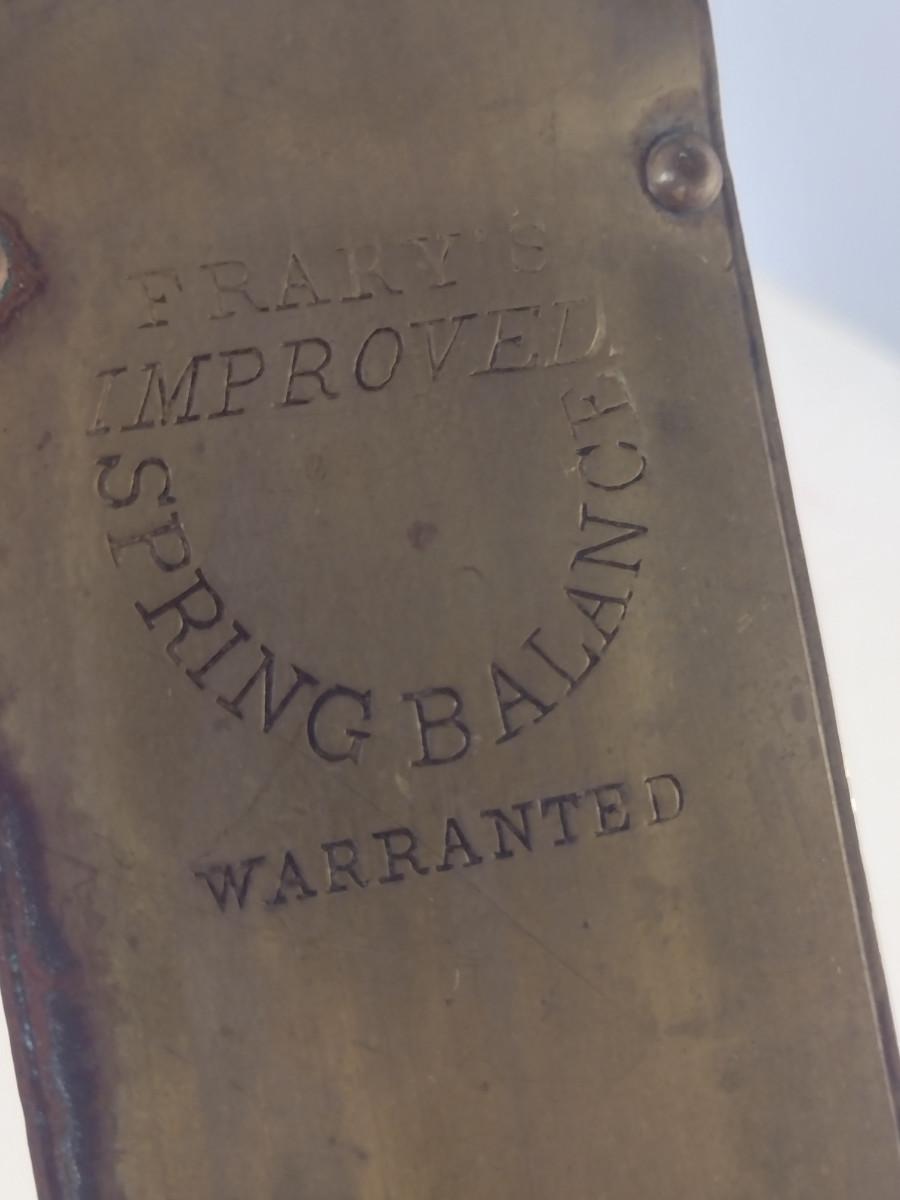 FRARY'S
IMPROVED
SPRING BALANCE
WARRANTED